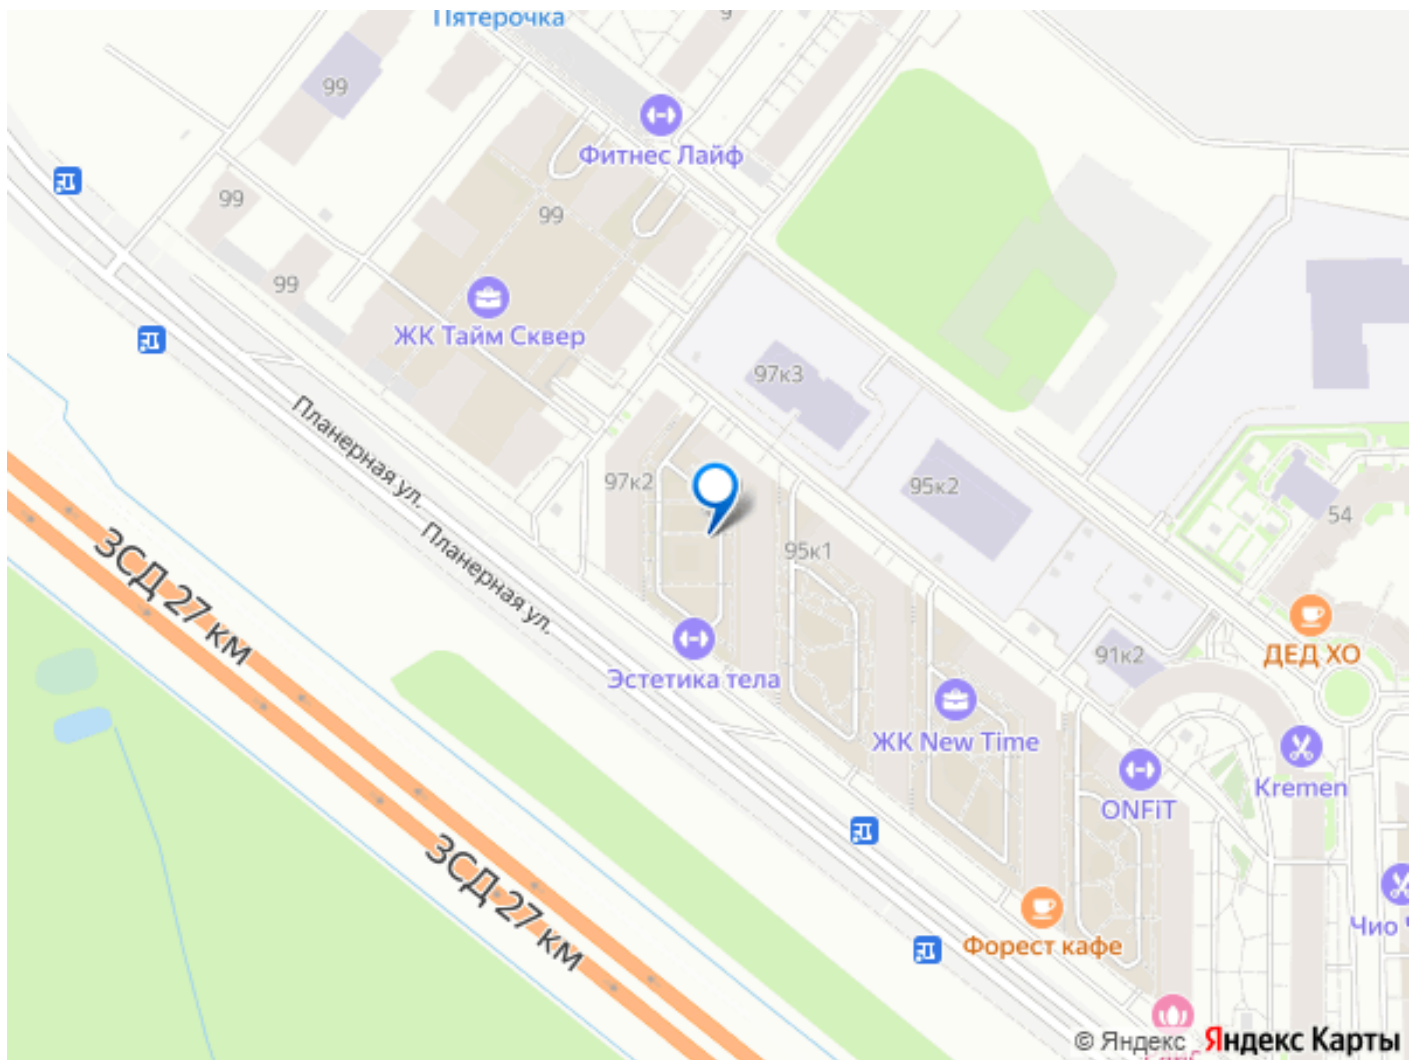 Пятерочка
9
99
Фитнес Лайф
99
99
99
ЖК Тайм Сквер
97к3
Планерная ул.
97к2
95к2
54
Планерная ул.
95к1
ЗСД 27 км
ДЕД ХО
91к2
Эстетика тела
ЖК New Time
Kremen
ONFiT
ЗСД 27 км
Чио
Форест кафе
© Яндекс Яндекс Карты